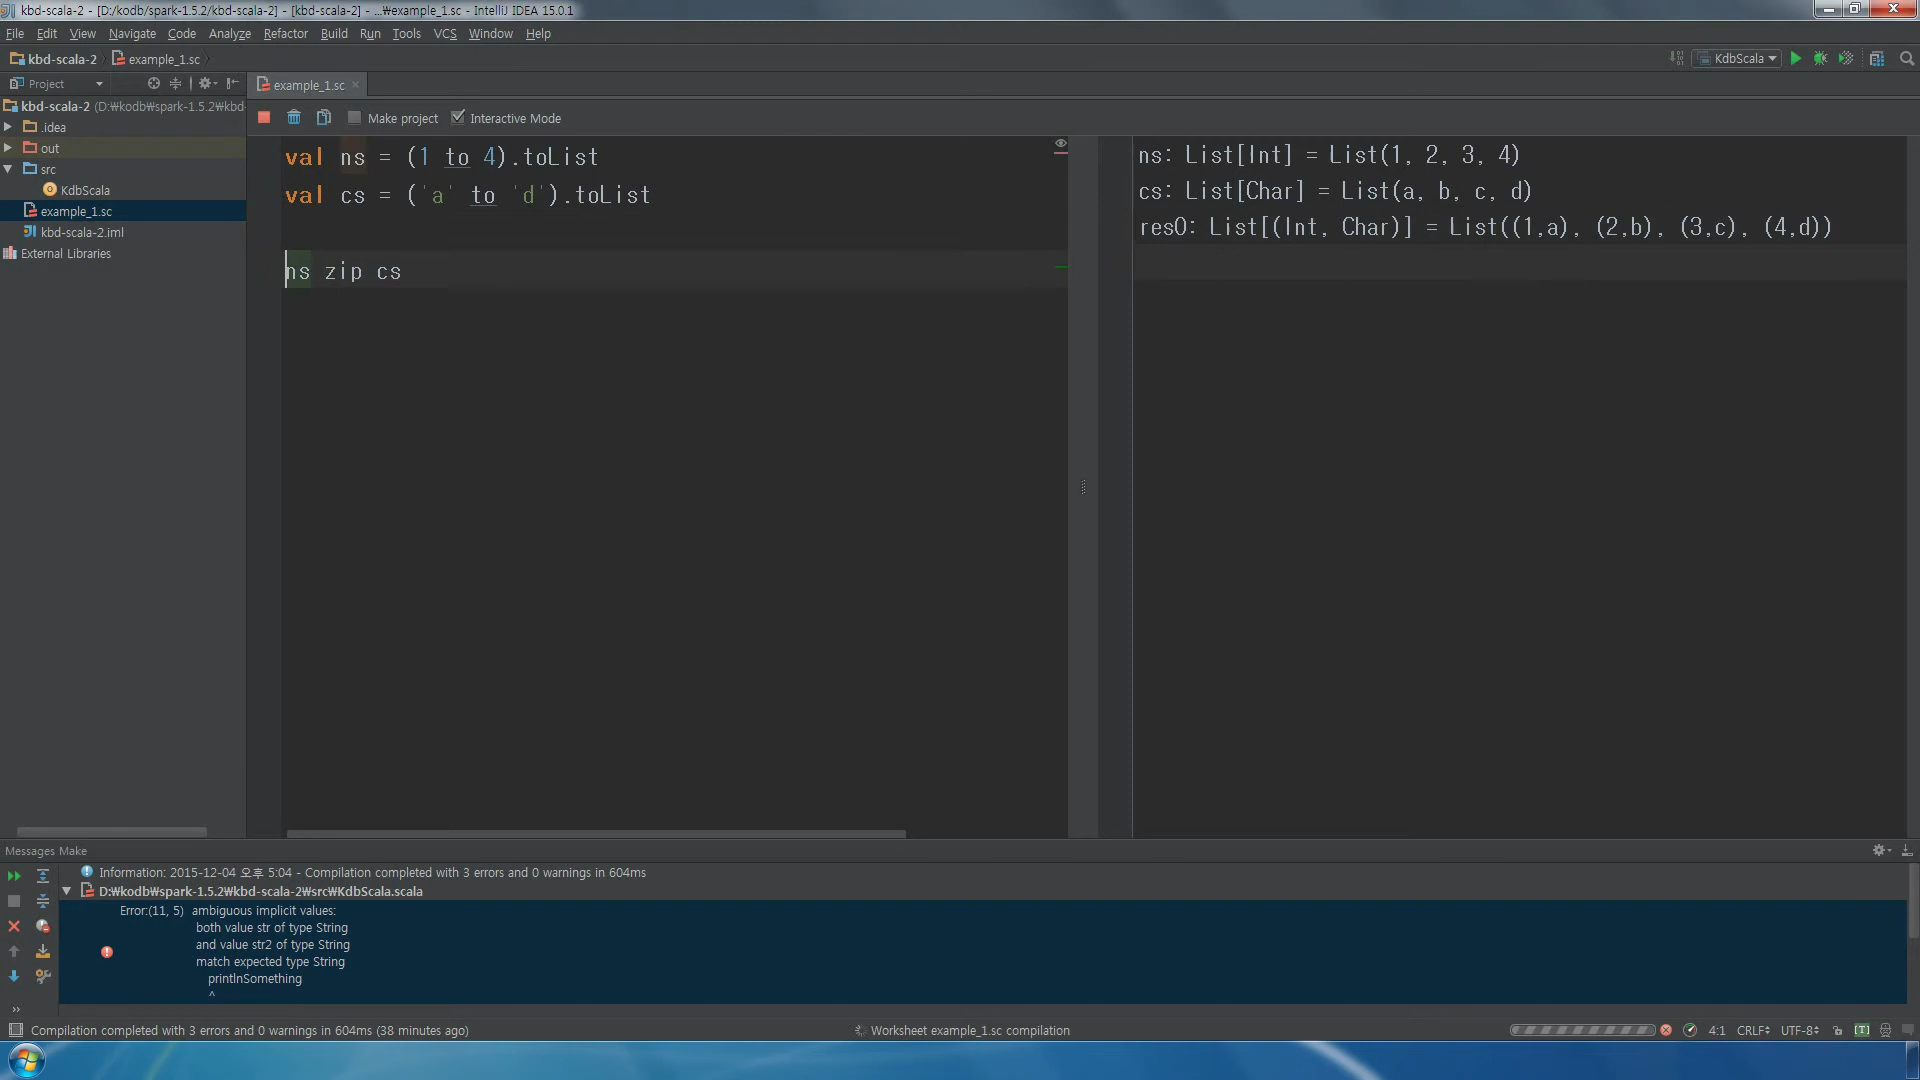 kbd-scala-2 - [D:/kodb/spark-1.5.2/kbd-scala-2] - [kbd-scala-2] - ...₩example_1.sc - IntelliJ IDEA 15.0.1
File Edit View Navigate Code Analyze Refactor Build Run Tools VCS Window Help
kbd-scala-2 example_1.sc KdbScala
Project example_1.sc
kbd-scala-2 (D:₩kodb₩spark-1.5.2₩kbd-
.idea
out
src
KdbScala
example_1.sc
kbd-scala-2.iml
External Libraries
Make project Interactive Mode
val ns = (1 to 4).toList
val cs = ('a' to 'd').toList
ns zip cs
ns: List[Int] = List(1, 2, 3, 4)
cs: List[Char] = List(a, b, c, d)
res0: List[(Int, Char)] = List((1,a), (2,b), (3,c), (4,d))
Messages Make
Information: 2015-12-04 오후 5:04 - Compilation completed with 3 errors and 0 warnings in 604ms
D:₩kodb₩spark-1.5.2₩kbd-scala-2₩src₩KdbScala.scala
Error:(11, 5) ambiguous implicit values:
both value str of type String
and value str2 of type String
match expected type String
printlnSomething
^
Compilation completed with 3 errors and 0 warnings in 604ms (38 minutes ago) Worksheet example_1.sc compilation 4:1 CRLF UTF-8 [T]